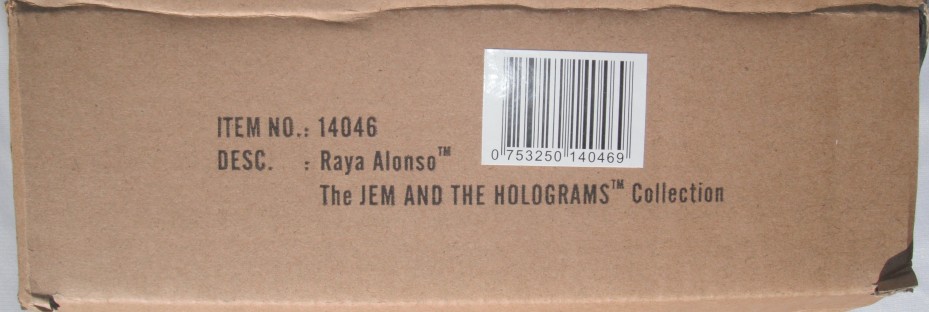 ITEM NO.: 14046
DESC. : Raya Alonso™
The JEM AND THE HOLOGRAMS™ Collection
0 753250 140469